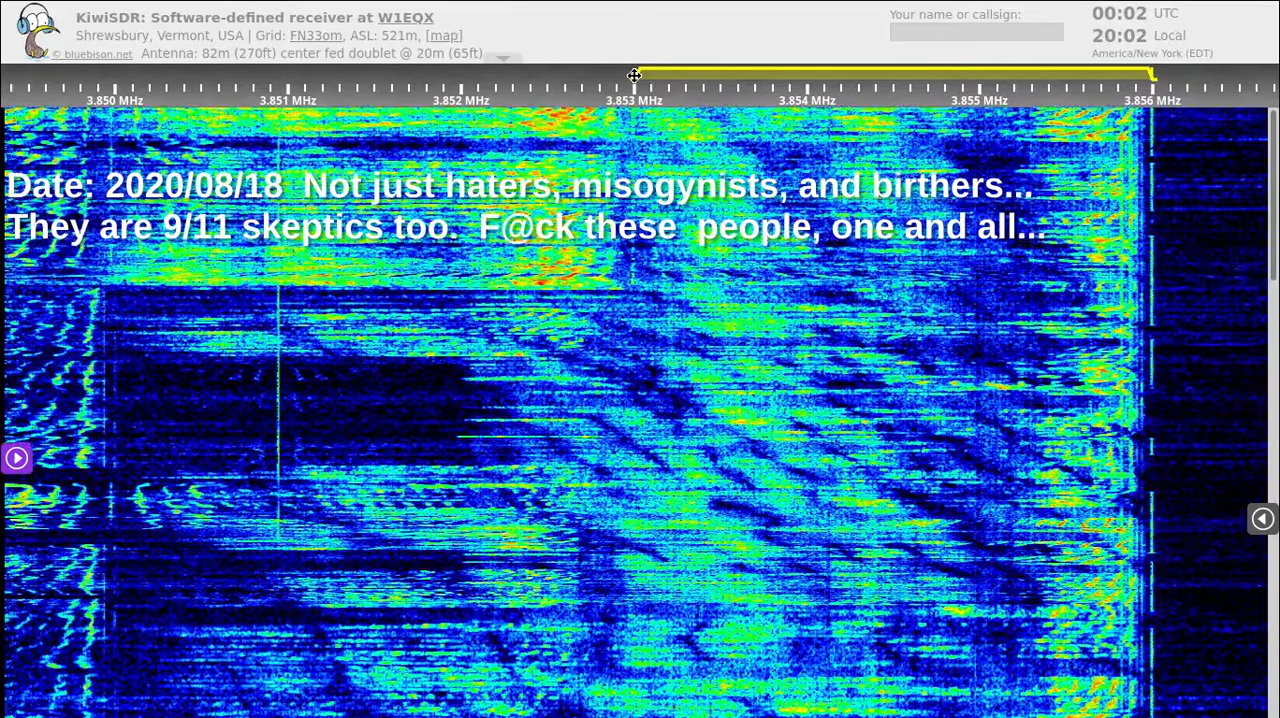 KiwiSDR: Software-defined receiver at W1EQX
Shrewsbury, Vermont, USA | Grid: FN33om, ASL: 521m, [map]
© bluebison.net Antenna: 82m (270ft) center fed doublet @ 20m (65ft)
Your name or callsign:
00:02 UTC
20:02 Local
America/New York (EDT)
3.850 MHz 3.851 MHz 3.852 MHz 3.853 MHz 3.854 MHz 3.855 MHz 3.856 MHz
Date: 2020/08/18 Not just haters, misogynists, and birthers...
They are 9/11 skeptics too. F@ck these people, one and all...